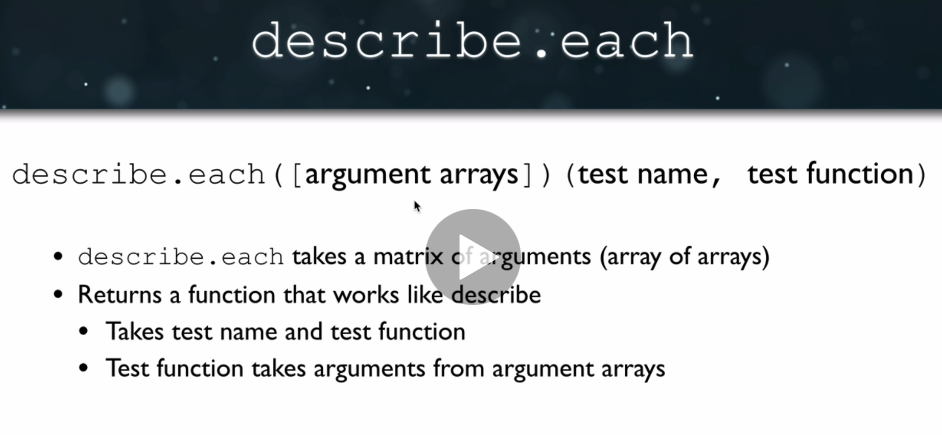 describe.each
describe.each([argument arrays])(test name, test function)
• describe.each takes a matrix of arguments (array of arrays)
• Returns a function that works like describe
• Takes test name and test function
• Test function takes arguments from argument arrays